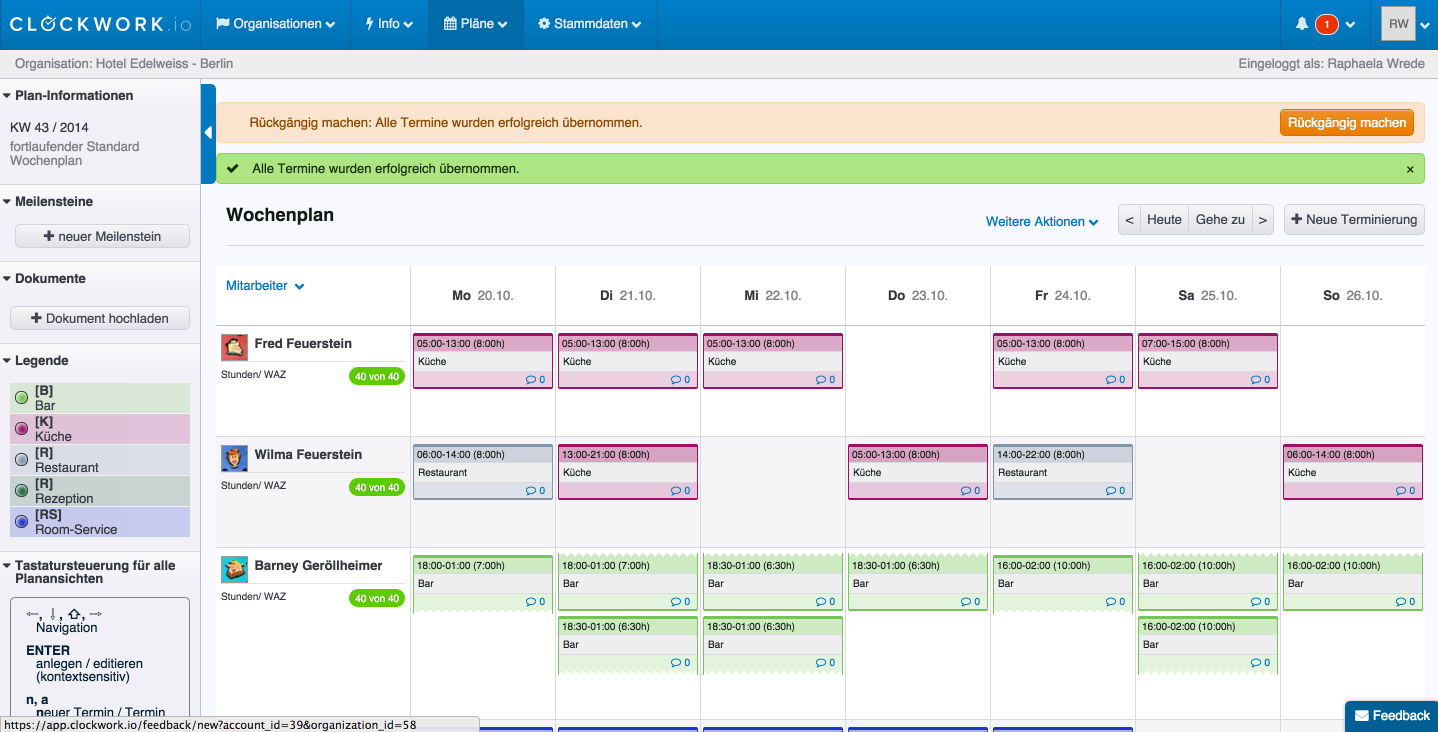 CLOCKWORK.io
Organisationen
Info
Pläne
Stammdaten
1
RW
Organisation: Hotel Edelweiss - Berlin
Eingeloggt als: Raphaela Wrede
Plan-Informationen
KW 43 / 2014
fortlaufender Standard
Wochenplan
Meilensteine
+ neuer Meilenstein
Dokumente
+ Dokument hochladen
Legende
[B]
Bar
[K]
Küche
[R]
Restaurant
[R]
Rezeption
[RS]
Room-Service
Tastatursteuerung für alle
Planansichten
←, ↓, ⇧, →
Navigation
ENTER
anlegen / editieren
(kontextsensitiv)
n, a
neuer Termin / Termin
https://app.clockwork.io/feedback/new?account_id=39&organization_id=58
Rückgängig machen: Alle Termine wurden erfolgreich übernommen.
Rückgängig machen
Alle Termine wurden erfolgreich übernommen.
×
Wochenplan
Weitere Aktionen
< Heute Gehe zu >
+ Neue Terminierung
Mitarbeiter
Mo 20.10.
Di 21.10.
Mi 22.10.
Do 23.10.
Fr 24.10.
Sa 25.10.
So 26.10.
Fred Feuerstein
Stunden/ WAZ
40 von 40
05:00-13:00 (8:00h)
Küche
0
05:00-13:00 (8:00h)
Küche
0
05:00-13:00 (8:00h)
Küche
0
05:00-13:00 (8:00h)
Küche
0
07:00-15:00 (8:00h)
Küche
0
Wilma Feuerstein
Stunden/ WAZ
40 von 40
06:00-14:00 (8:00h)
Restaurant
0
13:00-21:00 (8:00h)
Küche
0
05:00-13:00 (8:00h)
Küche
0
14:00-22:00 (8:00h)
Restaurant
0
06:00-14:00 (8:00h)
Küche
0
Barney Geröllheimer
Stunden/ WAZ
40 von 40
18:00-01:00 (7:00h)
Bar
0
18:00-01:00 (7:00h)
Bar
0
18:30-01:00 (6:30h)
Bar
0
18:30-01:00 (6:30h)
Bar
0
16:00-02:00 (10:00h)
Bar
0
16:00-02:00 (10:00h)
Bar
0
16:00-02:00 (10:00h)
Bar
0
18:30-01:00 (6:30h)
Bar
0
18:30-01:00 (6:30h)
Bar
0
16:00-02:00 (10:00h)
Bar
0
Feedback